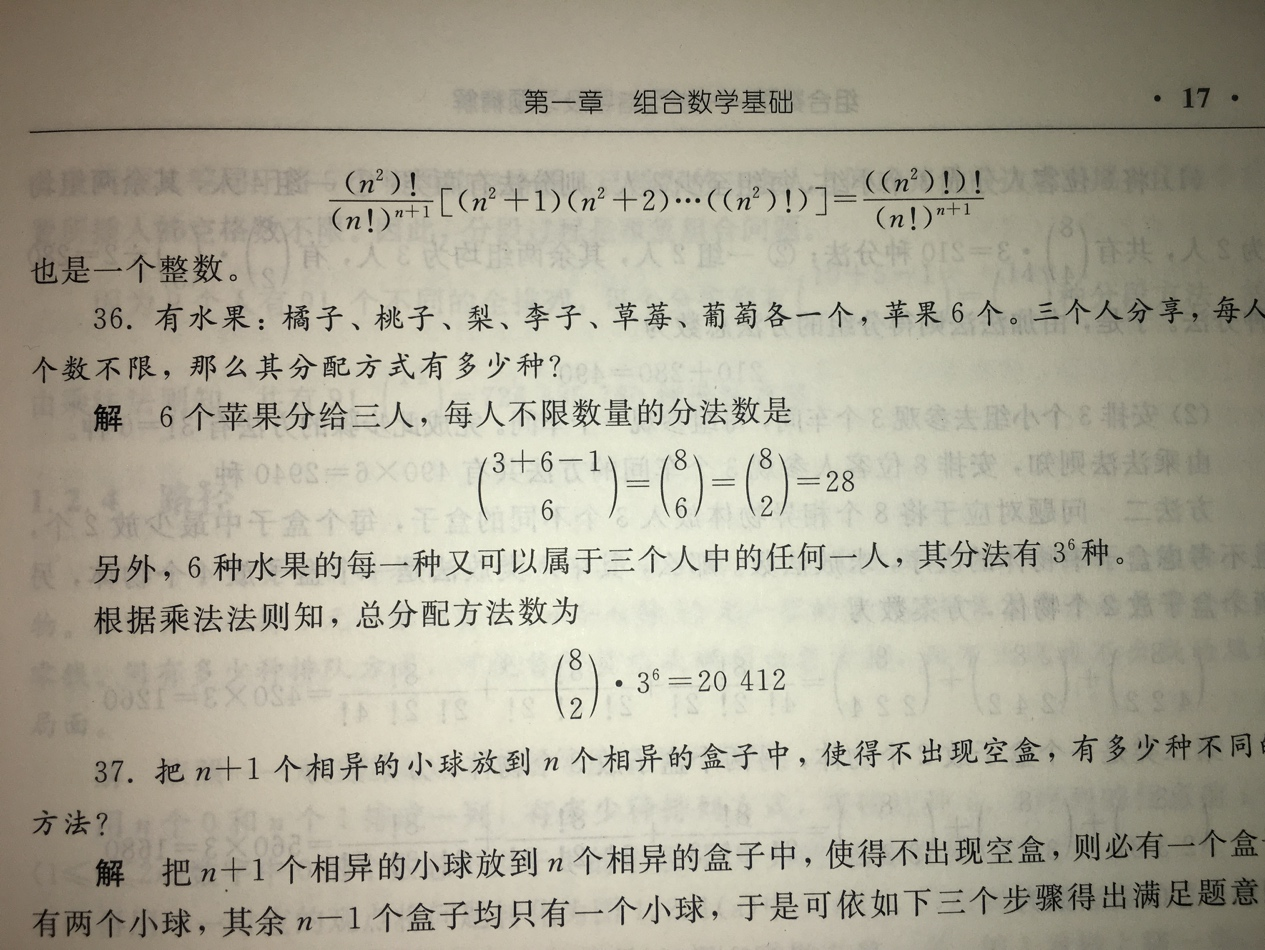 第一章 组合数学基础 · 17 ·
(n²)!/(n!)ⁿ⁺¹[(n²+1)(n²+2)···((n²)!)]=((n²)!)!/(n!)ⁿ⁺¹
也是一个整数。
36. 有水果：橘子、桃子、梨、李子、草莓、葡萄各一个，苹果6个。三个人分享，每人
个数不限，那么其分配方式有多少种？
解 6个苹果分给三人，每人不限数量的分法数是
(3+6−1 6)=(8 6)=(8 2)=28
另外，6种水果的每一种又可以属于三个人中的任何一人，其分法有3⁶种。
根据乘法法则知，总分配方法数为
(8 2)·3⁶=20 412
37. 把n+1个相异的小球放到n个相异的盒子中，使得不出现空盒，有多少种不同的
方法？
解 把n+1个相异的小球放到n个相异的盒子中，使得不出现空盒，则必有一个盒
有两个小球，其余n−1个盒子均只有一个小球，于是可依如下三个步骤得出满足题意